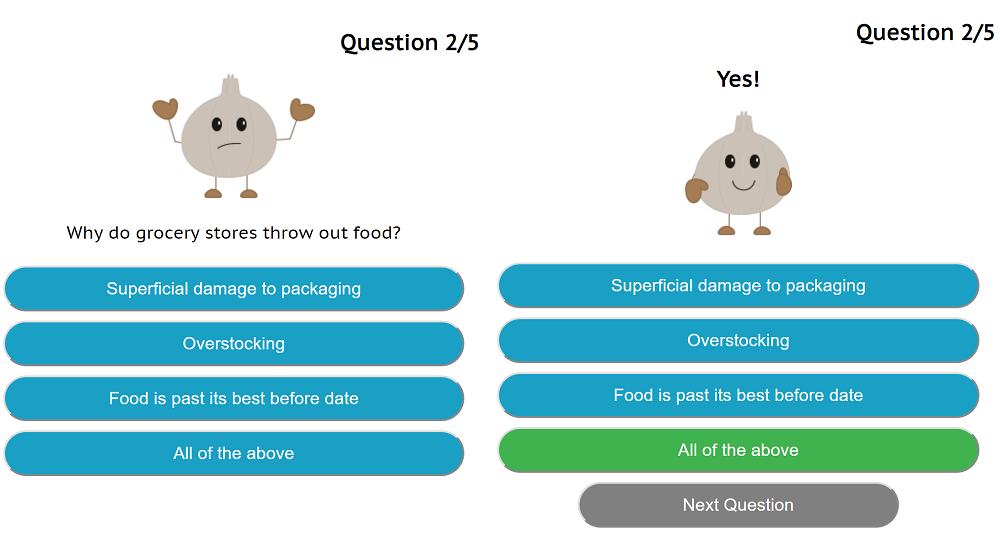 Question 2/5
Why do grocery stores throw out food?
Superficial damage to packaging
Overstocking
Food is past its best before date
All of the above
Question 2/5
Yes!
Superficial damage to packaging
Overstocking
Food is past its best before date
All of the above
Next Question